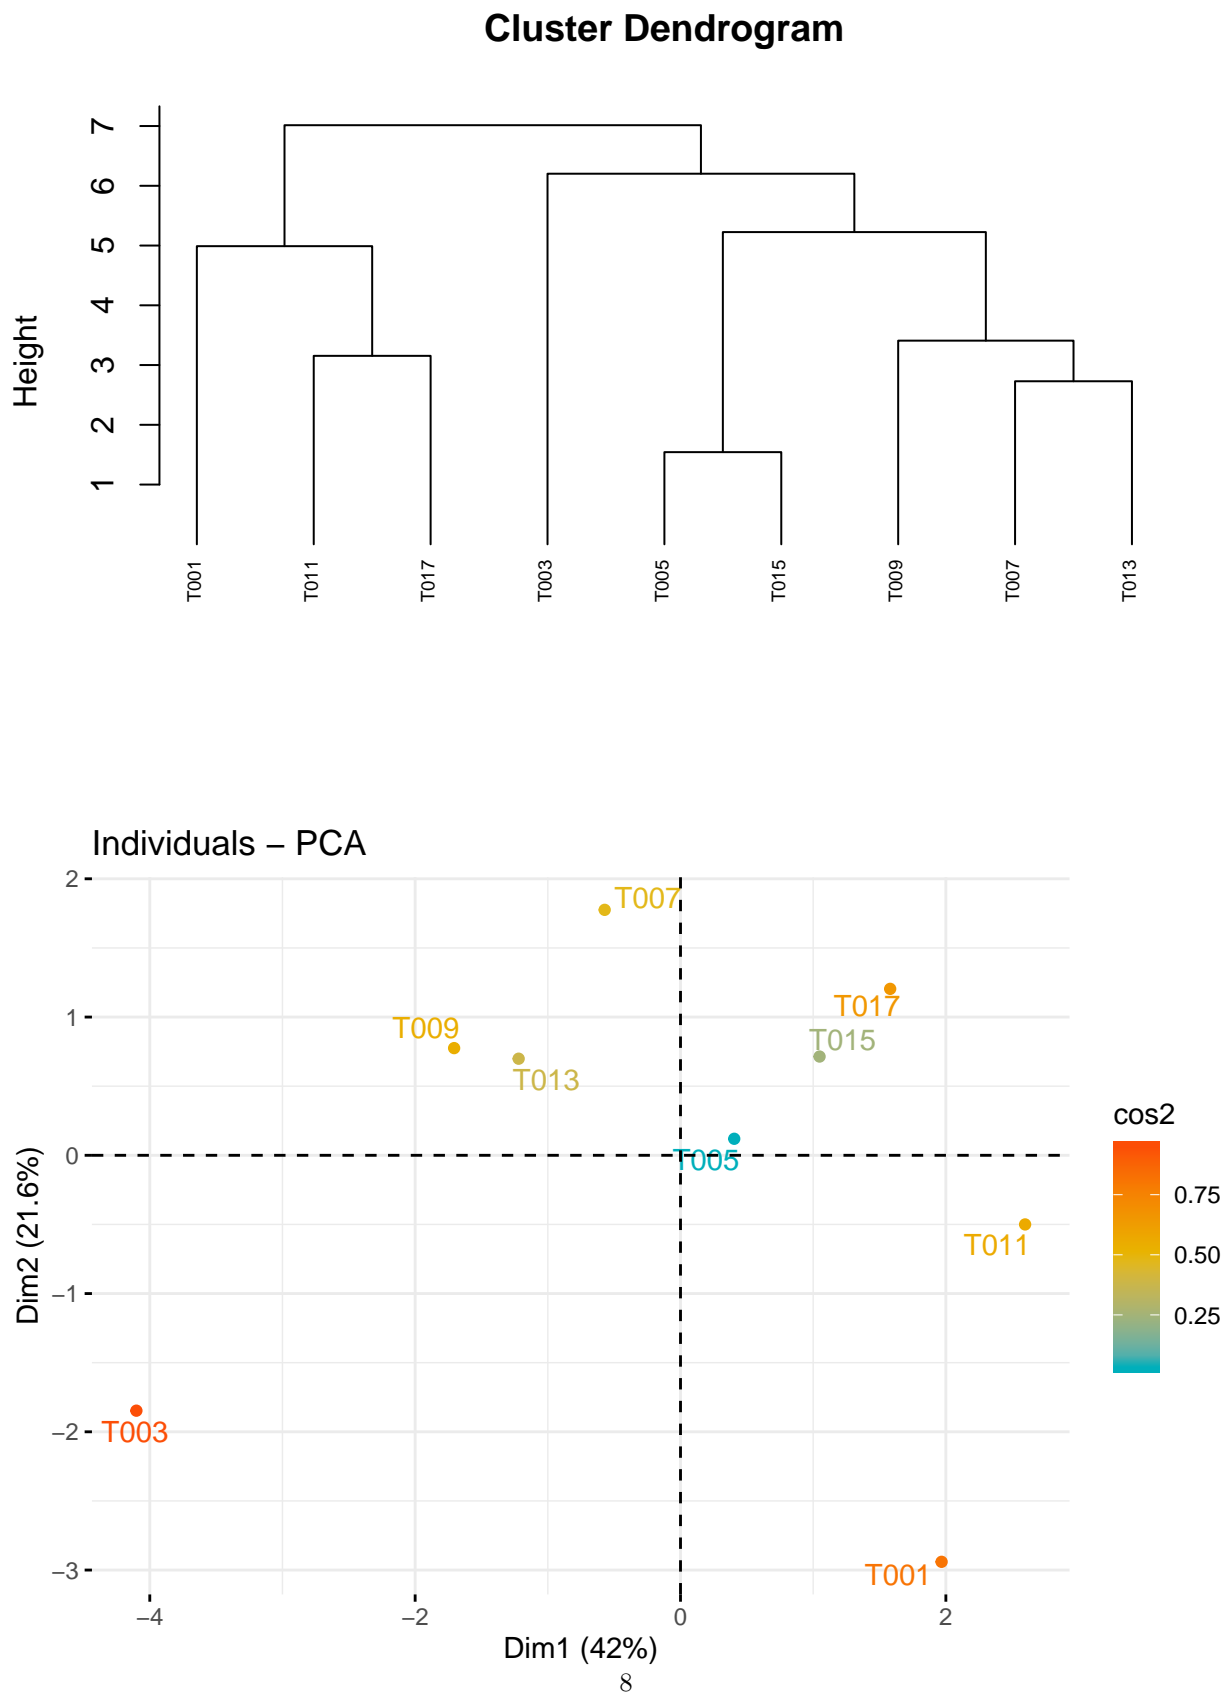 Cluster Dendrogram
Height
7
6
5
4
3
2
1
T001
T011
T017
T003
T005
T015
T009
T007
T013
Individuals – PCA
Dim2 (21.6%)
2
1
0
−1
−2
−3
T007
T017
T009
T015
T013
T005
T011
T003
T001
cos2
0.75
0.50
0.25
−4
−2
0
2
Dim1 (42%)
8